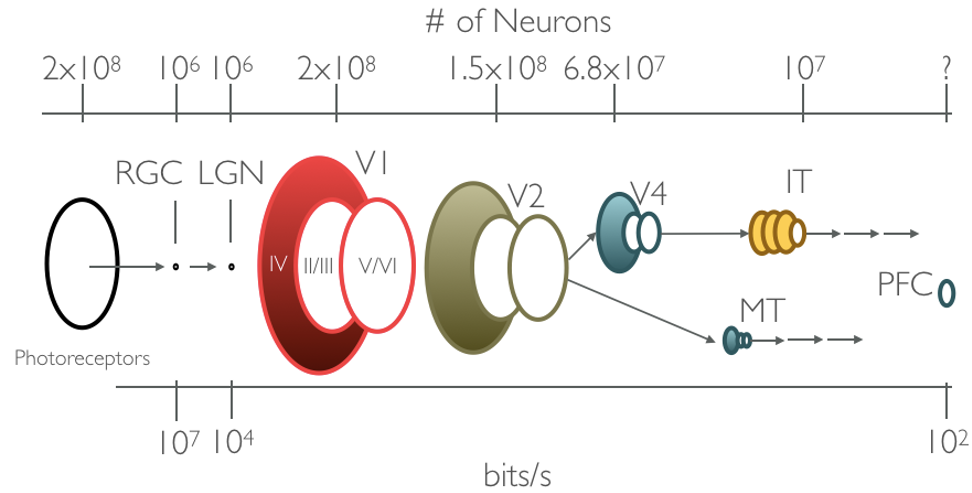 # of Neurons
2x10⁸ 10⁶ 10⁶ 2x10⁸ 1.5x10⁸ 6.8x10⁷ 10⁷ ?
RGC LGN V1 V2 V4 IT
IV II/III V/VI
PFC
MT
Photoreceptors
10⁷ 10⁴ 10²
bits/s